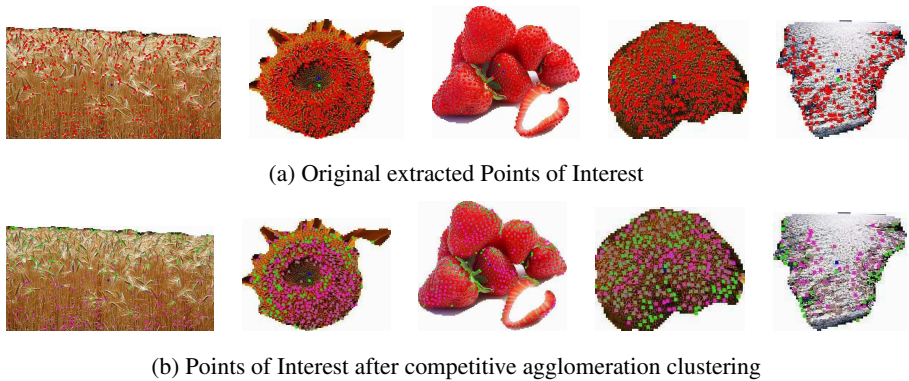 (a) Original extracted Points of Interest
(b) Points of Interest after competitive agglomeration clustering